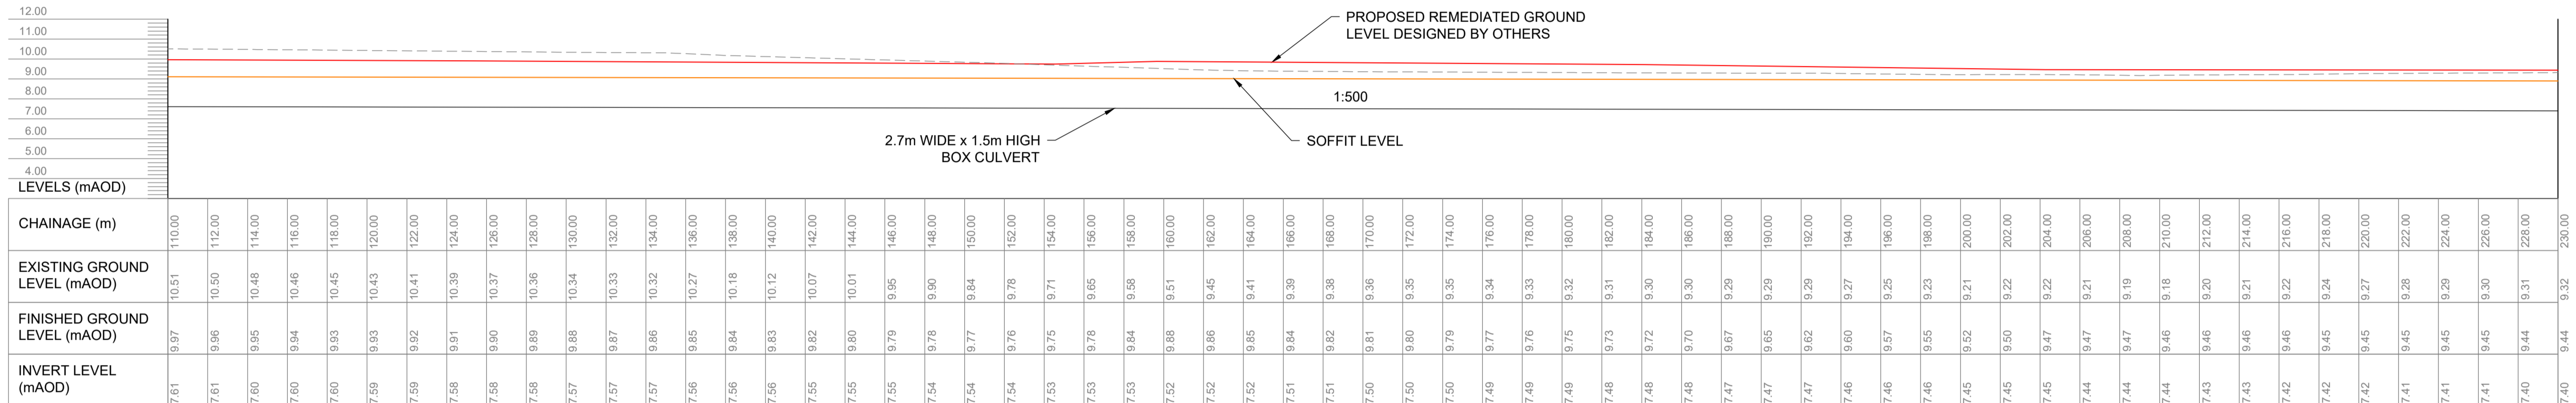 12.00
11.00
10.00
9.00
8.00
7.00
6.00
5.00
4.00
LEVELS (mAOD)
PROPOSED REMEDIATED GROUND
LEVEL DESIGNED BY OTHERS
1:500
2.7m WIDE x 1.5m HIGH
BOX CULVERT
SOFFIT LEVEL
CHAINAGE (m)
110.00 112.00 114.00 116.00 118.00 120.00 122.00 124.00 126.00 128.00 130.00 132.00 134.00 136.00 138.00 140.00 142.00 144.00 146.00 148.00 150.00 152.00 154.00 156.00 158.00 160.00 162.00 164.00 166.00 168.00 170.00 172.00 174.00 176.00 178.00 180.00 182.00 184.00 186.00 188.00 190.00 192.00 194.00 196.00 198.00 200.00 202.00 204.00 206.00 208.00 210.00 212.00 214.00 216.00 218.00 220.00 222.00 224.00 226.00 228.00 230.00
EXISTING GROUND
LEVEL (mAOD)
10.51 10.50 10.48 10.46 10.45 10.43 10.41 10.39 10.37 10.36 10.34 10.33 10.32 10.27 10.18 10.12 10.07 10.01 9.95 9.90 9.84 9.78 9.71 9.65 9.58 9.51 9.45 9.41 9.39 9.38 9.36 9.35 9.35 9.34 9.33 9.32 9.31 9.30 9.30 9.29 9.29 9.29 9.27 9.25 9.23 9.21 9.22 9.22 9.21 9.19 9.18 9.20 9.21 9.22 9.24 9.27 9.28 9.29 9.30 9.31 9.32
FINISHED GROUND
LEVEL (mAOD)
9.97 9.96 9.95 9.94 9.93 9.93 9.92 9.91 9.90 9.89 9.88 9.87 9.86 9.85 9.84 9.83 9.82 9.80 9.79 9.78 9.77 9.76 9.75 9.78 9.84 9.88 9.86 9.85 9.84 9.82 9.81 9.80 9.79 9.77 9.76 9.75 9.73 9.72 9.70 9.67 9.65 9.62 9.60 9.57 9.55 9.52 9.50 9.47 9.47 9.47 9.46 9.46 9.46 9.46 9.45 9.45 9.45 9.45 9.45 9.44 9.44
INVERT LEVEL
(mAOD)
7.61 7.61 7.60 7.60 7.60 7.59 7.59 7.58 7.58 7.58 7.57 7.57 7.57 7.56 7.56 7.56 7.55 7.55 7.55 7.54 7.54 7.54 7.53 7.53 7.53 7.52 7.52 7.52 7.51 7.51 7.50 7.50 7.50 7.49 7.49 7.49 7.48 7.48 7.48 7.47 7.47 7.47 7.46 7.46 7.46 7.45 7.45 7.45 7.44 7.44 7.44 7.43 7.43 7.42 7.42 7.42 7.41 7.41 7.41 7.40 7.40